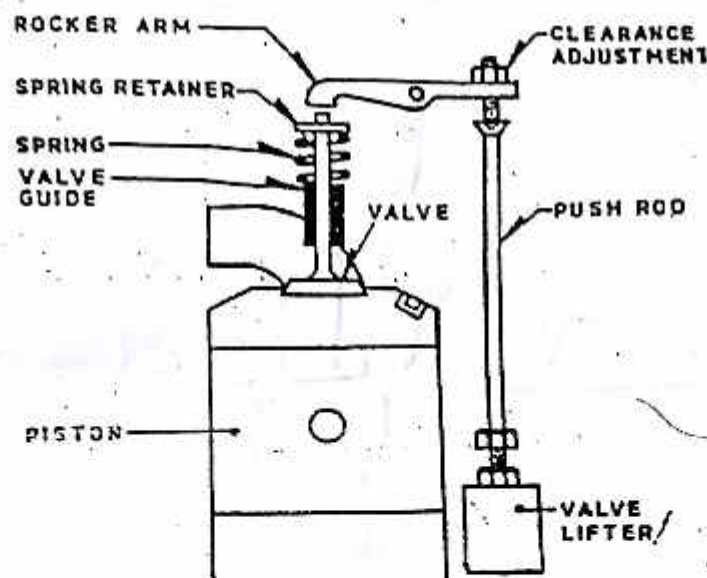 ROCKER ARM
SPRING RETAINER
SPRING
VALVE
GUIDE
PISTON
VALVE
CLEARANCE
ADJUSTMENT
PUSH ROD
VALVE
LIFTER